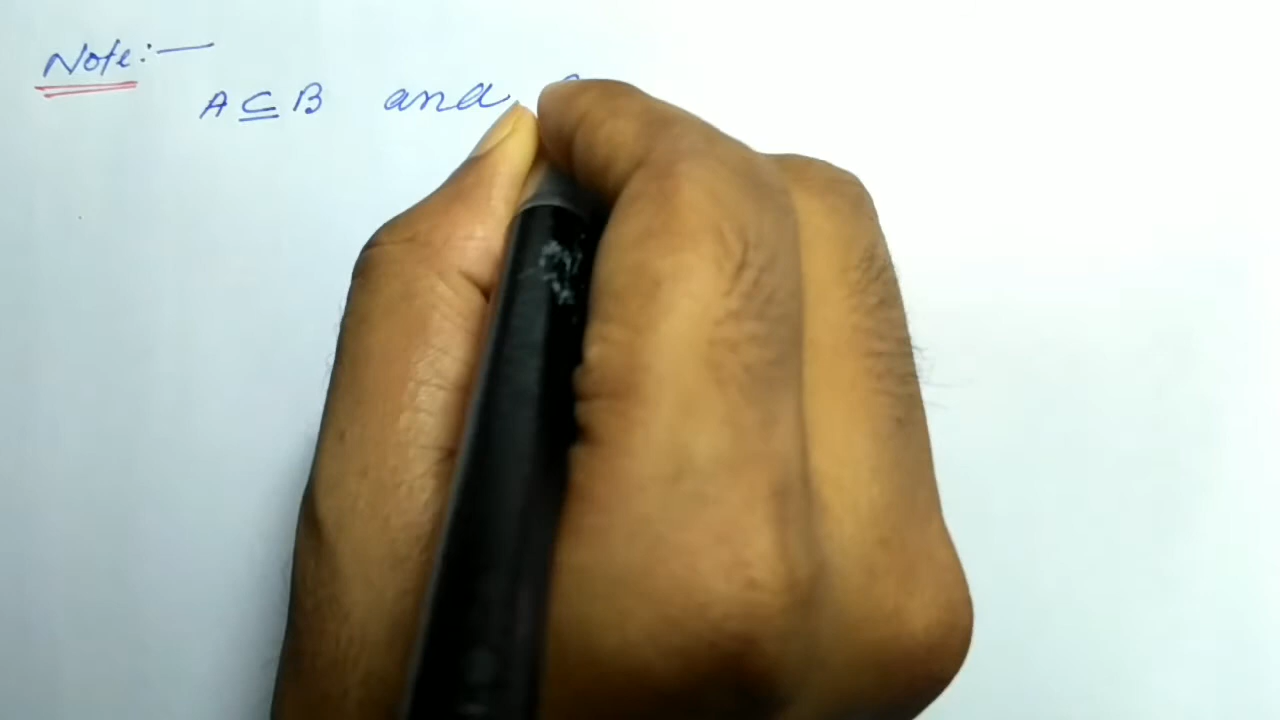 Note:-
A ⊆ B and